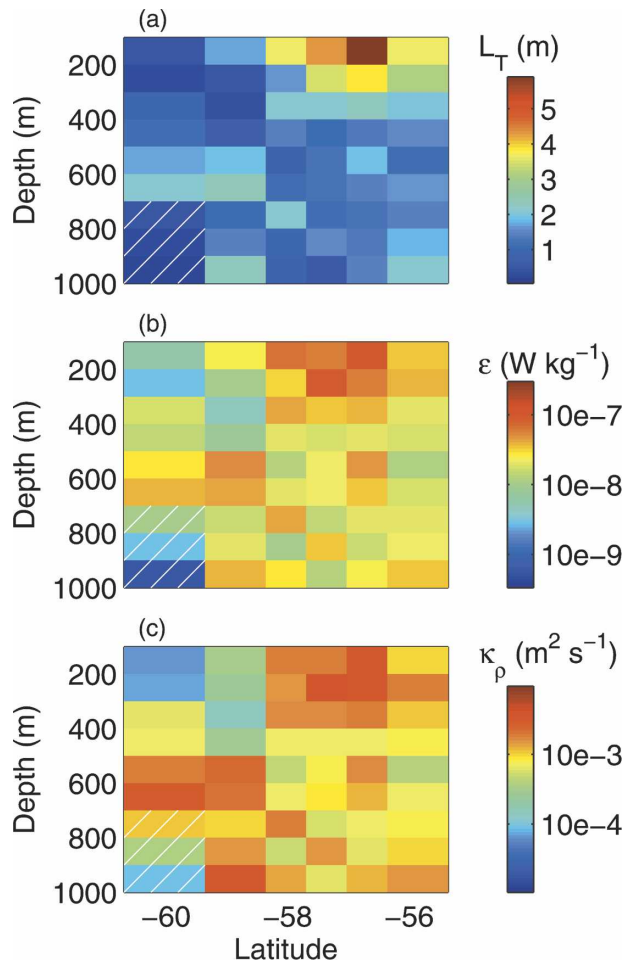 (a)
L_T (m)
Depth (m)
200
400
600
800
1000
5
4
3
2
1
(b)
ε (W kg⁻¹)
Depth (m)
200
400
600
800
1000
10e−7
10e−8
10e−9
(c)
κ_ρ (m² s⁻¹)
Depth (m)
200
400
600
800
1000
10e−3
10e−4
−60 −58 −56
Latitude